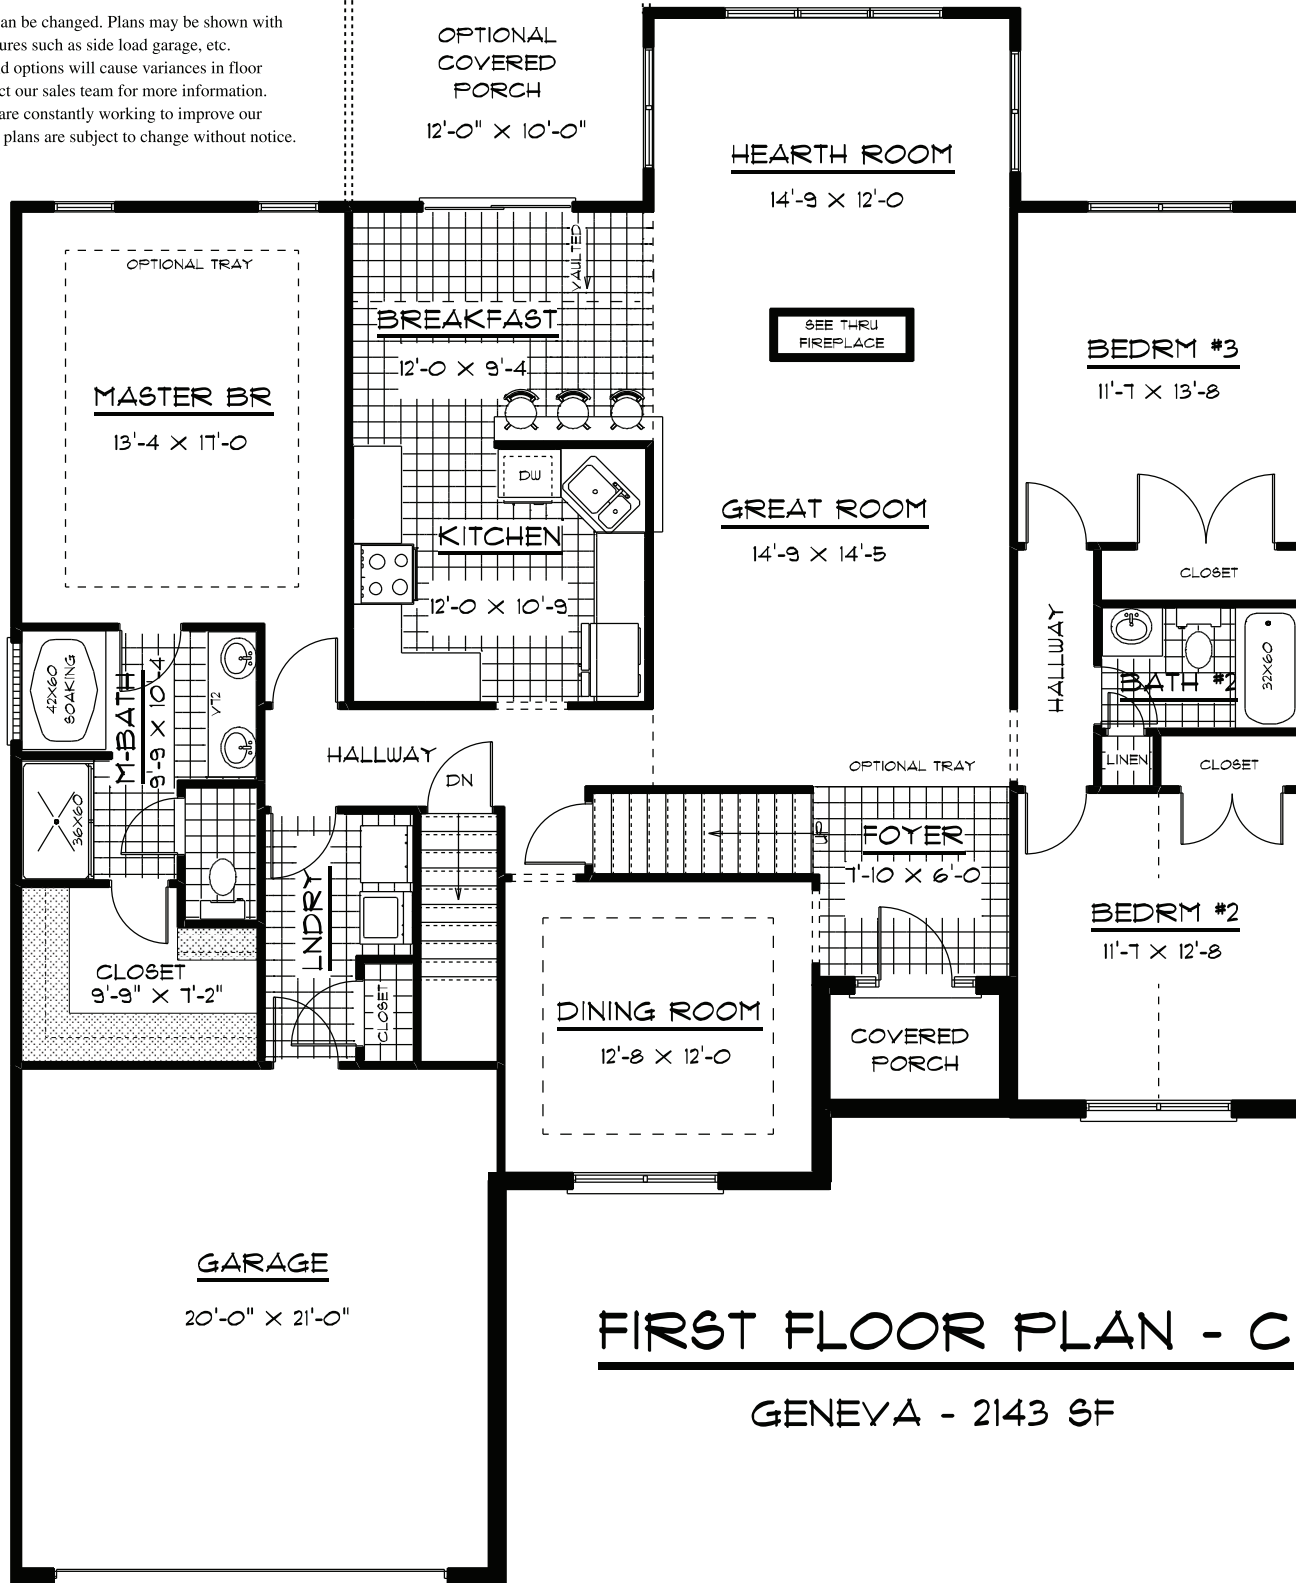 an be changed. Plans may be shown with
ures such as side load garage, etc.
d options will cause variances in floor
ct our sales team for more information.
are constantly working to improve our
plans are subject to change without notice.
OPTIONAL
COVERED
PORCH
12'-0" X 10'-0"
HEARTH ROOM
14'-9 X 12'-0
OPTIONAL TRAY
VAULTED
BREAKFAST
12'-0 X 9'-4
SEE THRU
FIREPLACE
BEDRM #3
11'-7 X 13'-8
MASTER BR
13'-4 X 17'-0
DW
KITCHEN
12'-0 X 10'-9
GREAT ROOM
14'-9 X 14'-5
CLOSET
HALLWAY
42X60
SOAKING
M-BATH
9'-9 X 10'-4
VT2
BATH #2
32X60
HALLWAY
DN
OPTIONAL TRAY
LINEN
CLOSET
36X60
UP
FOYER
7'-10 X 6'-0
LNDRY
BEDRM #2
11'-7 X 12'-8
CLOSET
9'-9" X 7'-2"
CLOSET
DINING ROOM
12'-8 X 12'-0
COVERED
PORCH
GARAGE
20'-0" X 21'-0"
FIRST FLOOR PLAN - C
GENEVA - 2143 SF